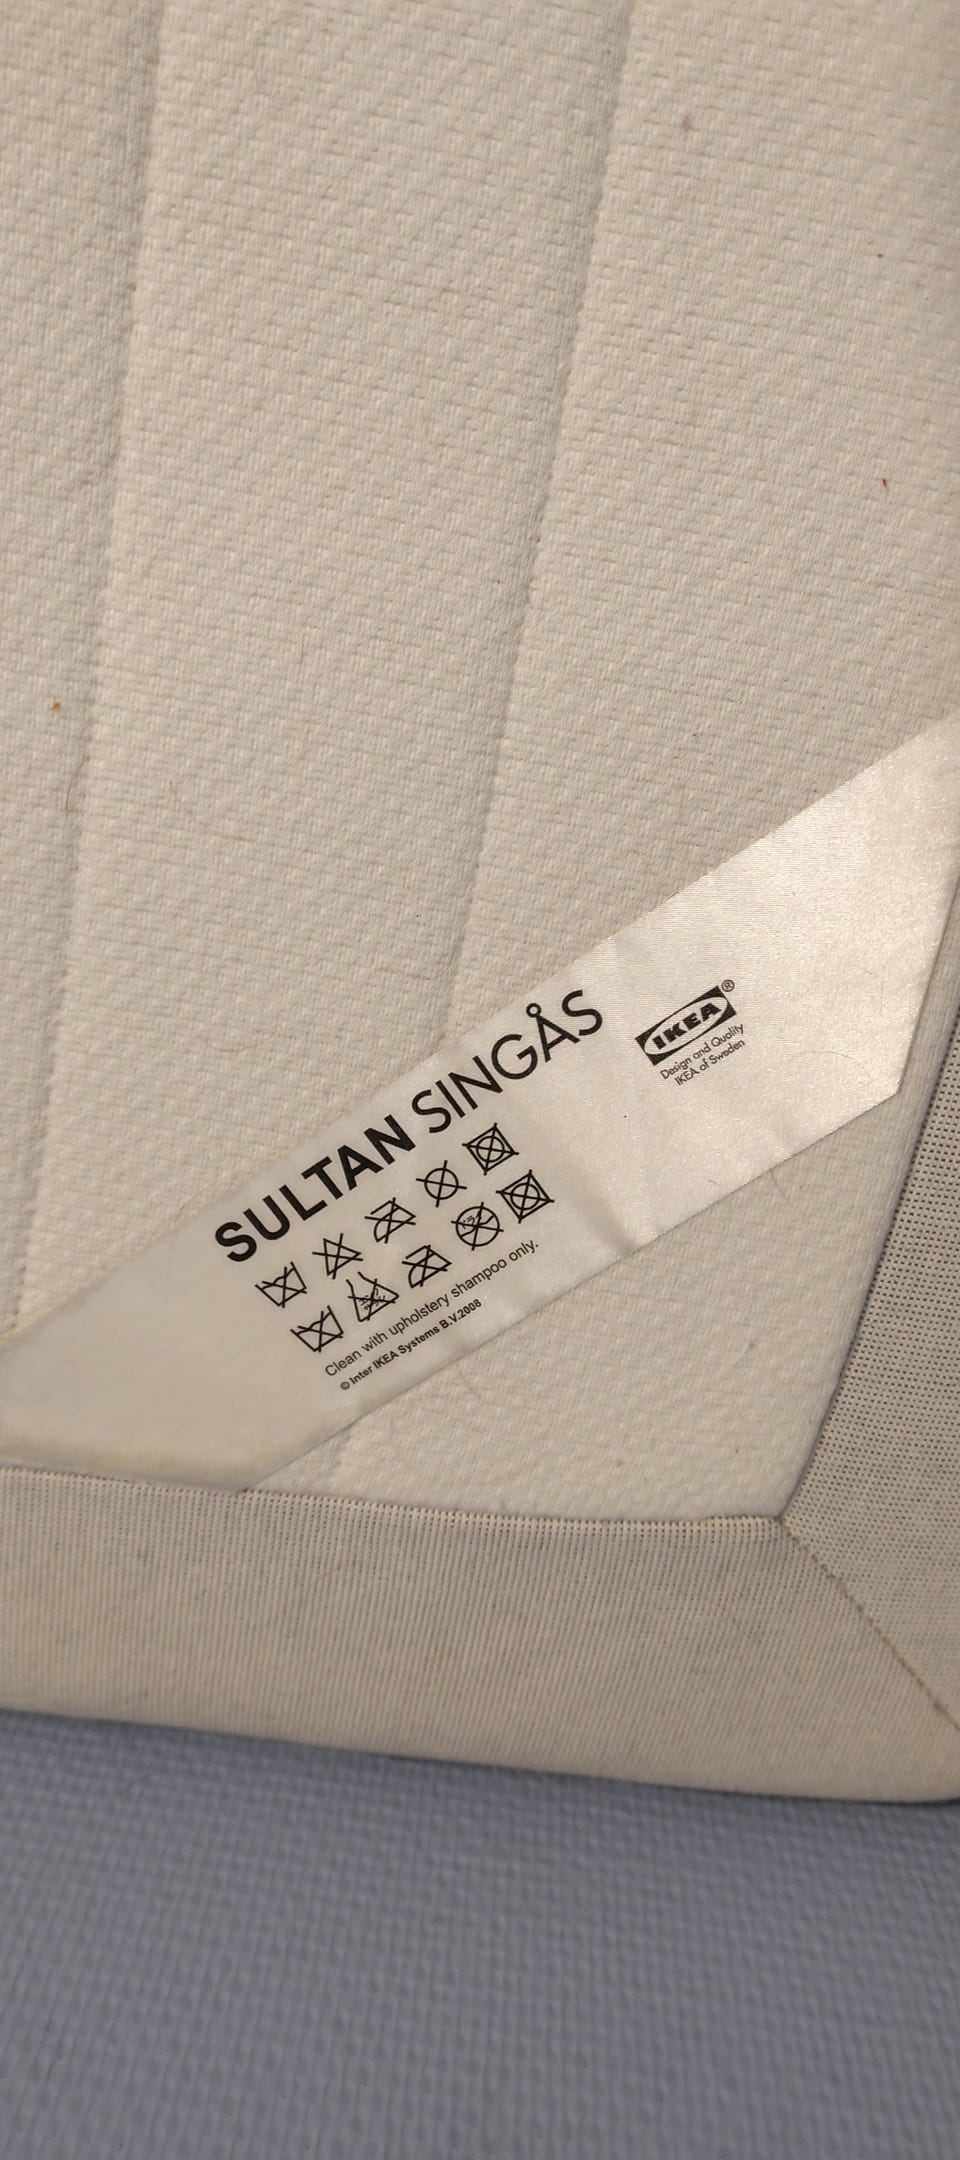 SULTAN SINGÅS
Clean with upholstery shampoo only.
© Inter IKEA Systems B.V.2008
IKEA®
Design and Quality
IKEA of Sweden